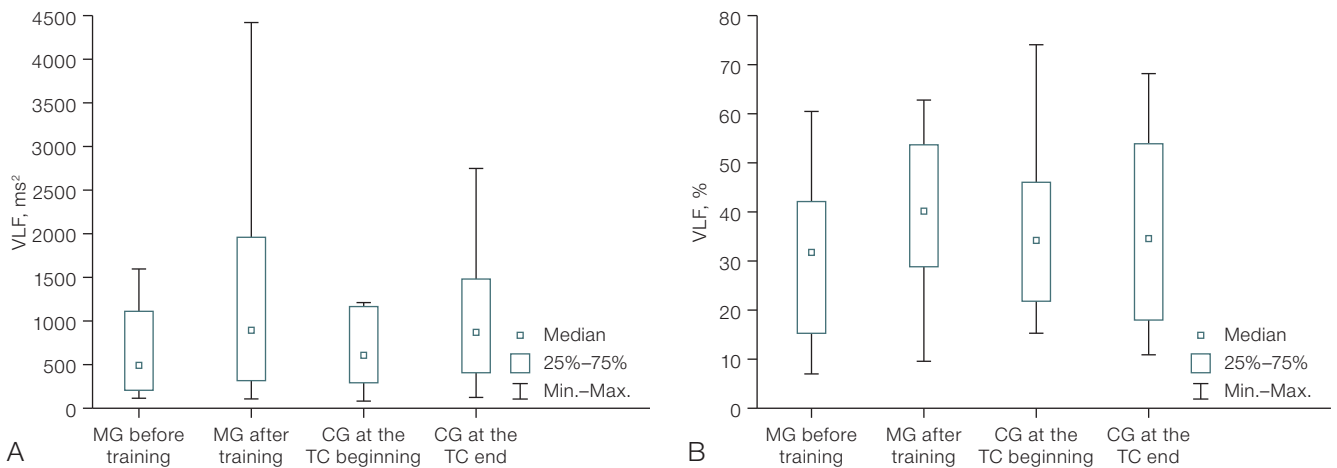 4500
4000
3500
3000
2500
2000
1500
1000
500
0
VLF, ms²
Median
25%–75%
Min.–Max.
MG before training
MG after training
CG at the TC beginning
CG at the TC end
A
80
70
60
50
40
30
20
10
0
VLF, %
Median
25%–75%
Min.–Max.
MG before training
MG after training
CG at the TC beginning
CG at the TC end
B